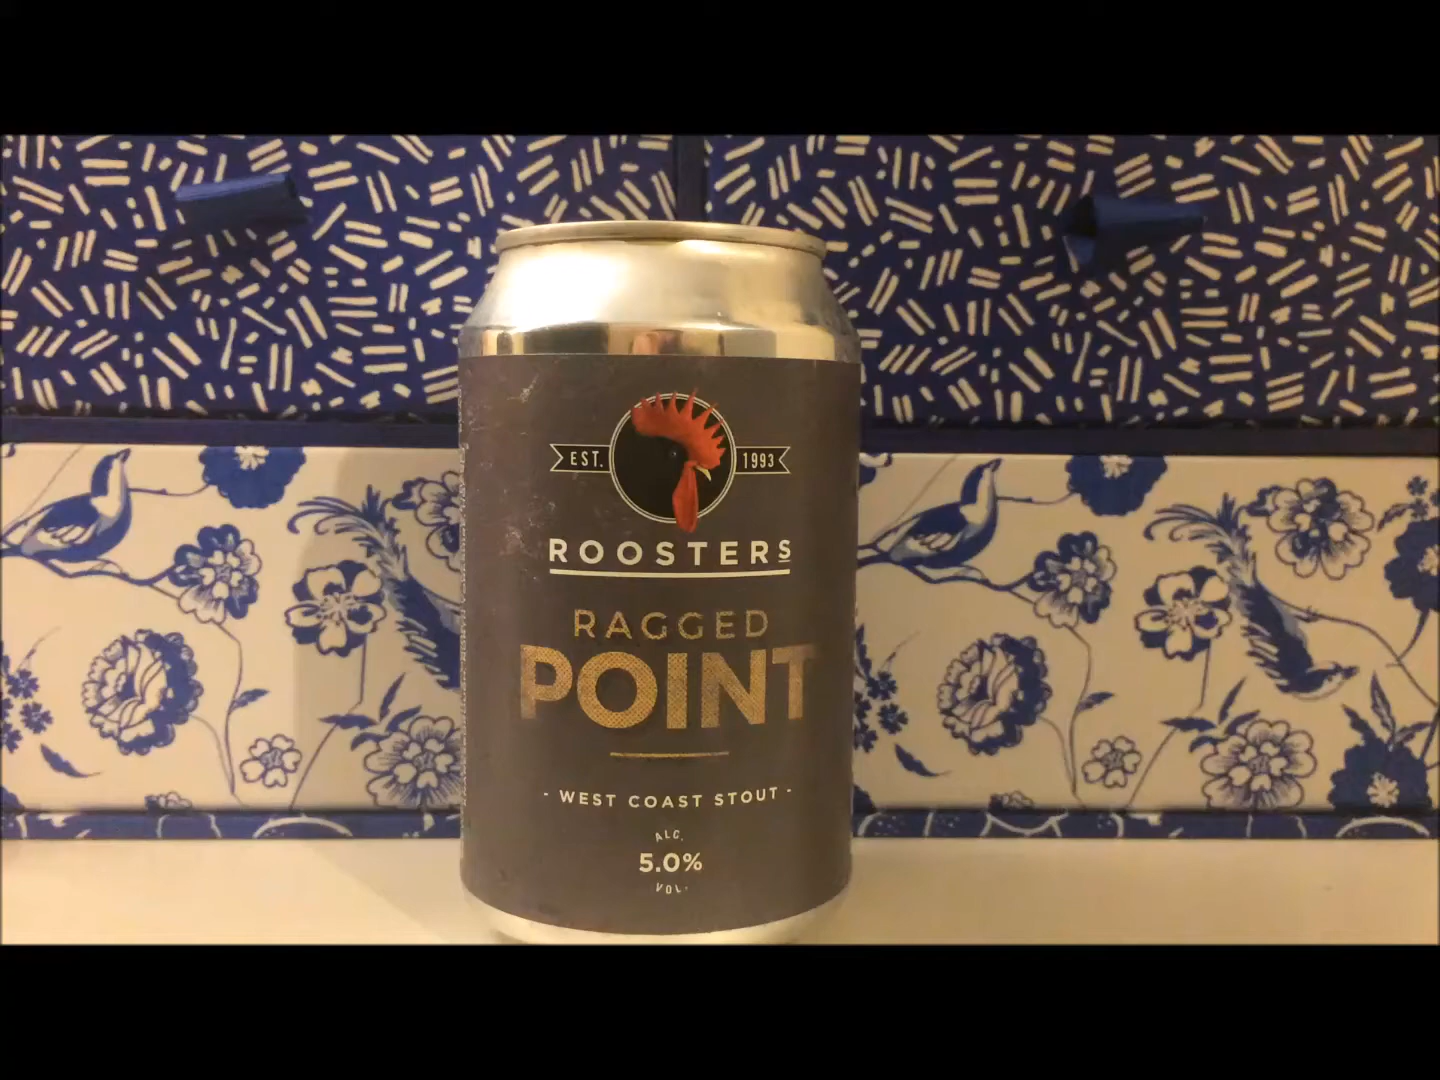 EST. 1993
ROOSTERS
RAGGED
POINT
- WEST COAST STOUT -
ALC.
5.0%
VOL.